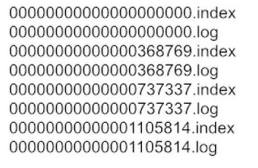 00000000000000000000.index
00000000000000000000.log
00000000000000368769.index
00000000000000368769.log
00000000000000737337.index
00000000000000737337.log
00000000000001105814.index
00000000000001105814.log